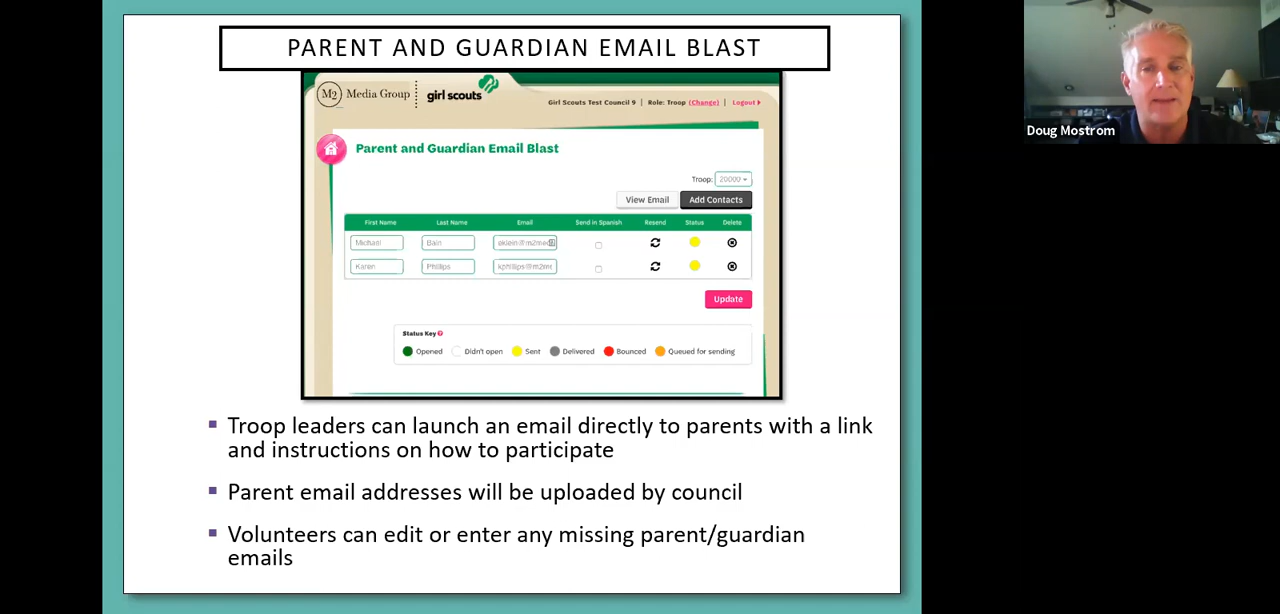 PARENT AND GUARDIAN EMAIL BLAST
M2 Media Group girl scouts
Girl Scouts Test Council 9 | Role: Troop (Change) | Logout
Parent and Guardian Email Blast
Troop: 20000
View Email Add Contacts
First Name Last Name Email Send in Spanish Resend Status Delete
Michael Bain
Karen Phillips kphillips@m2me
Update
Status Key
Opened Didn't open Sent Delivered Bounced Queued for sending
Troop leaders can launch an email directly to parents with a link
and instructions on how to participate
Parent email addresses will be uploaded by council
Volunteers can edit or enter any missing parent/guardian
emails
Doug Mostrom